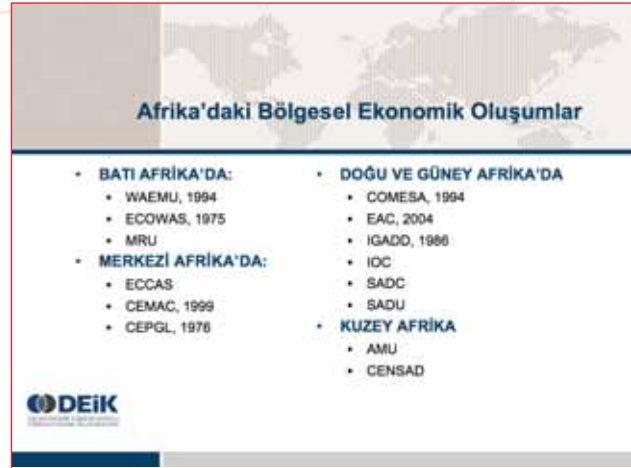 Afrika'daki Bölgesel Ekonomik Oluşumlar
• BATI AFRİKA'DA:
• WAEMU, 1994
• ECOWAS, 1975
• MRU
• MERKEZİ AFRİKA'DA:
• ECCAS
• CEMAC, 1999
• CEPGL, 1976
• DOĞU VE GÜNEY AFRİKA'DA
• COMESA, 1994
• EAC, 2004
• IGADD, 1986
• IOC
• SADC
• SADU
• KUZEY AFRİKA
• AMU
• CENSAD
DEiK